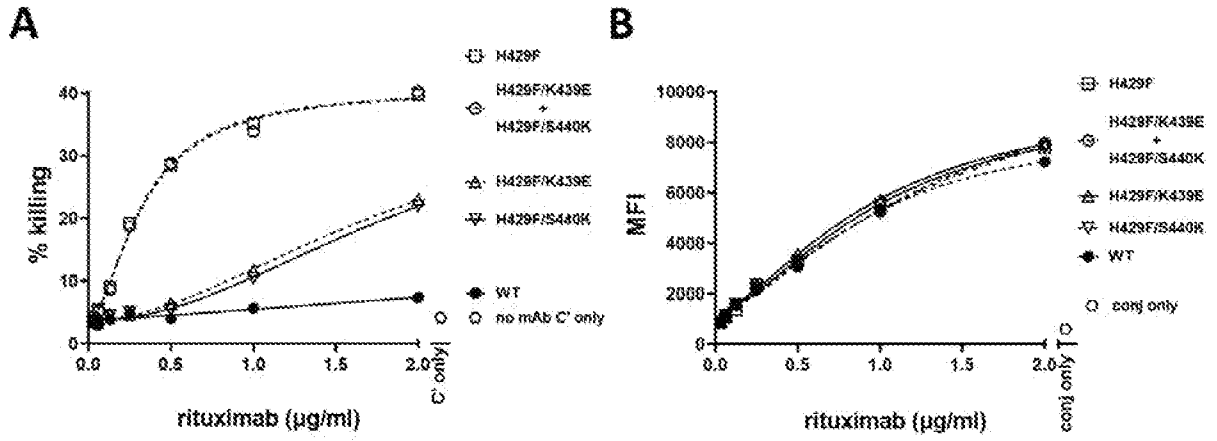 A
H429F
H429F/K439E
+
H429F/S440K
H429F/K439E
H429F/S440K
WT
no mAb C' only
40
30
20
10
0
% killing
0.0
0.5
1.0
1.5
2.0
C' only
rituximab (µg/ml)
B
H429F
H429F/K439E
+
H429F/S440K
H429F/K439E
H429F/S440K
WT
conj only
10000
8000
6000
4000
2000
0
MFI
0.0
0.5
1.0
1.5
2.0
conj only
rituximab (µg/ml)